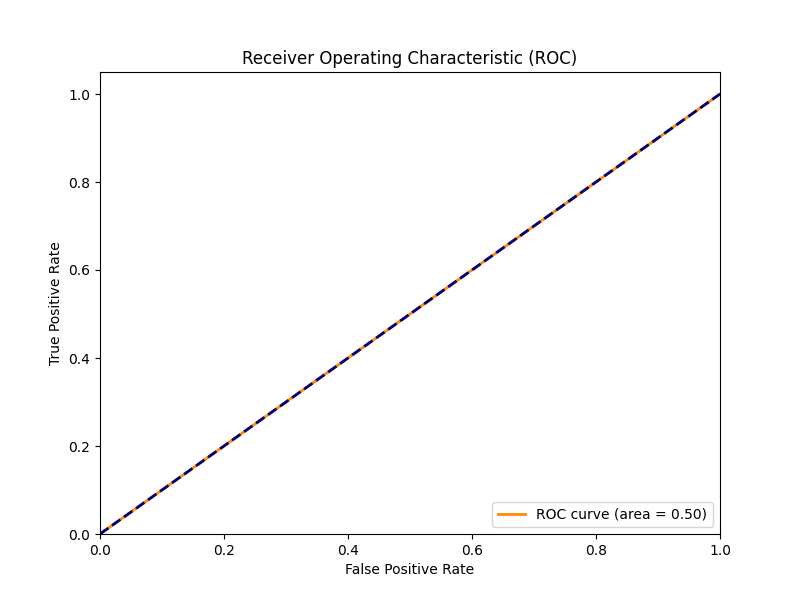 Receiver Operating Characteristic (ROC)
1.0
0.8
0.6
0.4
0.2
0.0
True Positive Rate
ROC curve (area = 0.50)
0.0 0.2 0.4 0.6 0.8 1.0
False Positive Rate